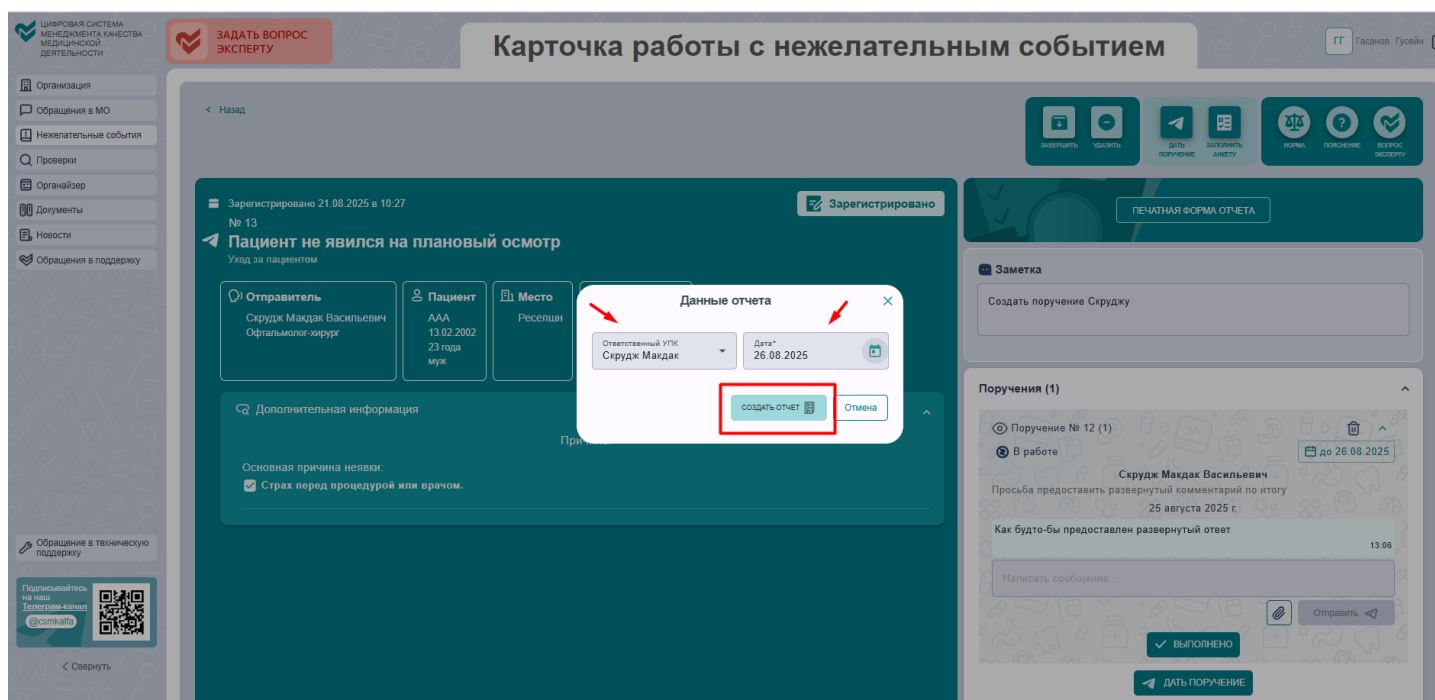 ЦИФРОВАЯ СИСТЕМА
МЕНЕДЖМЕНТА КАЧЕСТВА
МЕДИЦИНСКОЙ
ДЕЯТЕЛЬНОСТИ
ЗАДАТЬ ВОПРОС
ЭКСПЕРТУ
Карточка работы с нежелательным событием
ГГ Гасанов Гусейн
Организация
Обращения в МО
Нежелательные события
Проверки
Органайзер
Документы
Новости
Обращения в поддержку
Обращение в техническую
поддержку
Подписывайтесь
на наш
Телеграм-канал
@csmkalfa
Свернуть
Назад
ЗАВЕРШИТЬ
УДАЛИТЬ
ДАТЬ
ПОРУЧЕНИЕ
ЗАПОЛНИТЬ
АНКЕТУ
НОРМА
ПОЯСНЕНИЕ
ВОПРОС
ЭКСПЕРТУ
Зарегистрировано 21.08.2025 в 10:27
Зарегистрировано
№ 13
Пациент не явился на плановый осмотр
Уход за пациентом
Отправитель
Скрудж Макдак Васильевич
Офтальмолог-хирург
Пациент
ААА
13.02.2002
23 года
муж
Место
Ресепшн
Дополнительная информация
При
Основная причина неявки:
Страх перед процедурой или врачом.
Данные отчета
Ответственный УПК
Скрудж Макдак
Дата*
26.08.2025
СОЗДАТЬ ОТЧЕТ
Отмена
ПЕЧАТНАЯ ФОРМА ОТЧЕТА
Заметка
Создать поручение Скруджу
Поручения (1)
Поручение № 12 (1)
В работе
до 26.08.2025
Скрудж Макдак Васильевич
Просьба предоставить развернутый комментарий по итогу
25 августа 2025 г.
Как будто-бы предоставлен развернутый ответ
13:06
Написать сообщение...
Отправить
ВЫПОЛНЕНО
ДАТЬ ПОРУЧЕНИЕ